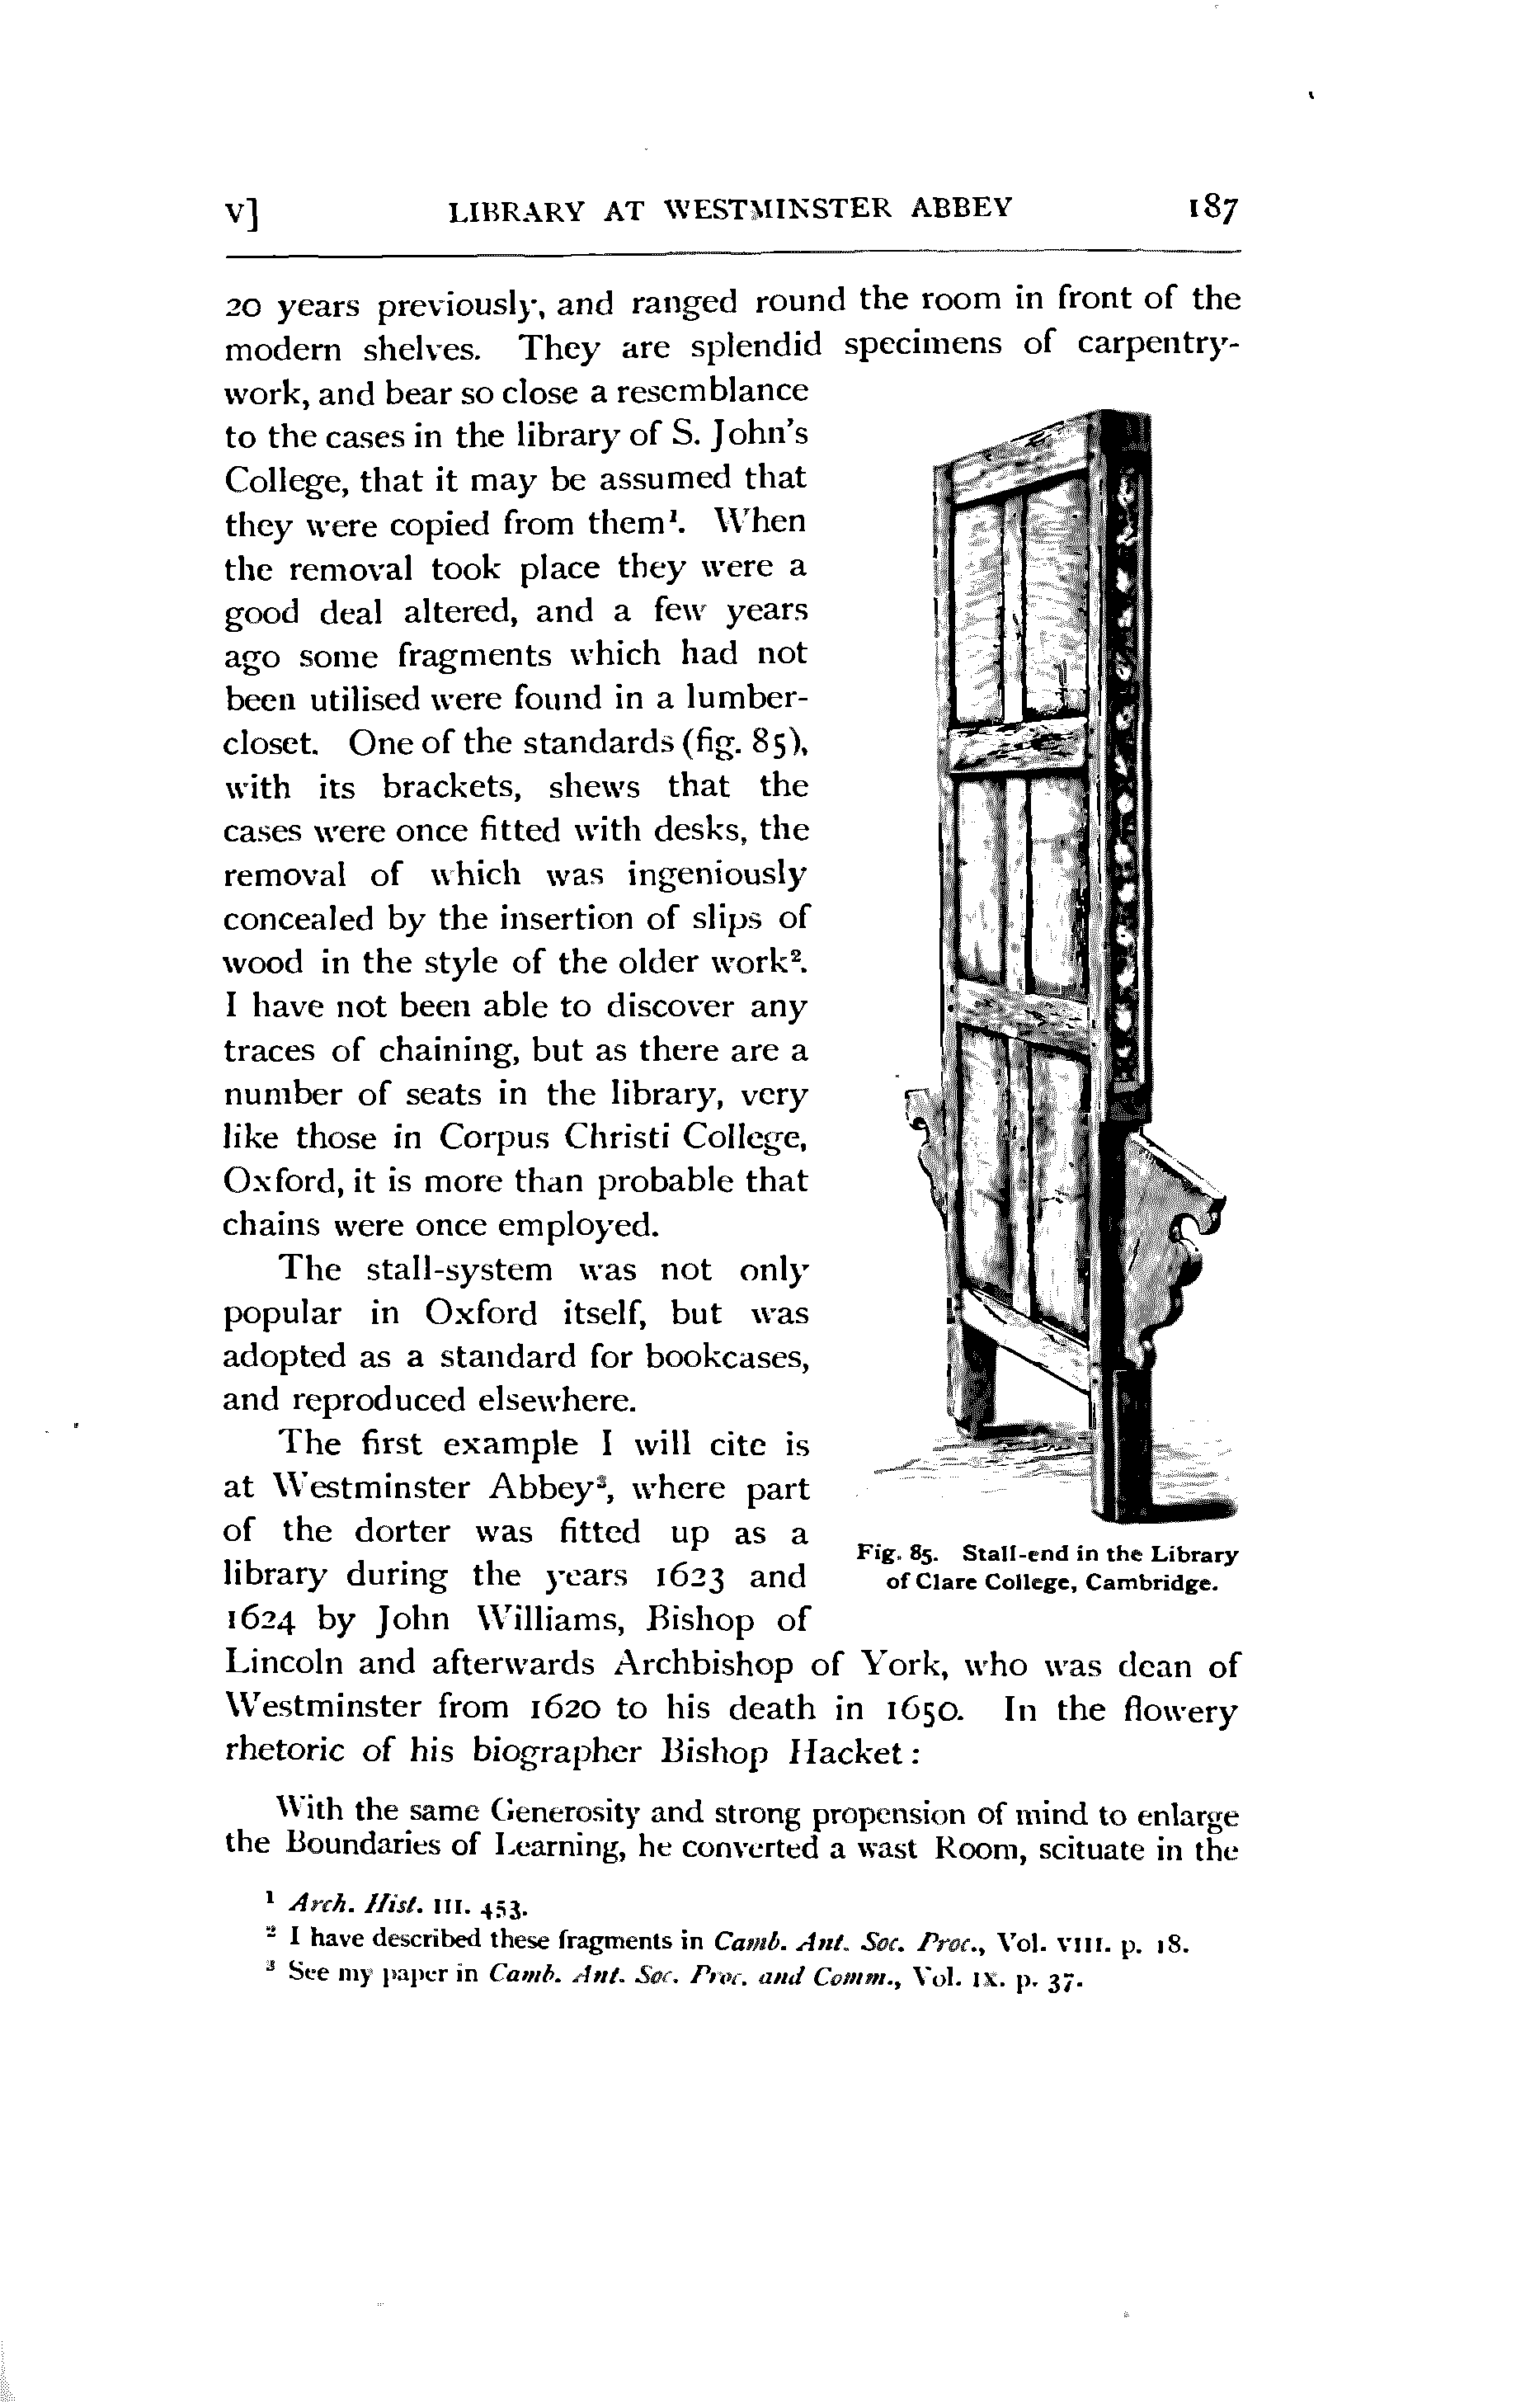 v] LIBRARY AT WESTMINSTER ABBEY 187
20 years previously, and ranged round the room in front of the
modern shelves. They are splendid specimens of carpentry-
work, and bear so close a resemblance
to the cases in the library of S. John's
College, that it may be assumed that
they were copied from them¹. When
the removal took place they were a
good deal altered, and a few years
ago some fragments which had not
been utilised were found in a lumber-
closet. One of the standards (fig. 85),
with its brackets, shews that the
cases were once fitted with desks, the
removal of which was ingeniously
concealed by the insertion of slips of
wood in the style of the older work².
I have not been able to discover any
traces of chaining, but as there are a
number of seats in the library, very
like those in Corpus Christi College,
Oxford, it is more than probable that
chains were once employed.
The stall-system was not only
popular in Oxford itself, but was
adopted as a standard for bookcases,
and reproduced elsewhere.
The first example I will cite is
at Westminster Abbey³, where part
of the dorter was fitted up as a
library during the years 1623 and
1624 by John Williams, Bishop of
Fig. 85. Stall-end in the Library
of Clare College, Cambridge.
Lincoln and afterwards Archbishop of York, who was dean of
Westminster from 1620 to his death in 1650. In the flowery
rhetoric of his biographer Bishop Hacket:
With the same Generosity and strong propension of mind to enlarge
the Boundaries of Learning, he converted a wast Room, scituate in the
¹ Arch. Hist. III. 453.
² I have described these fragments in Camb. Ant. Soc. Proc., Vol. VIII. p. 18.
³ See my paper in Camb. Ant. Soc. Proc. and Comm., Vol. IX. p. 37.